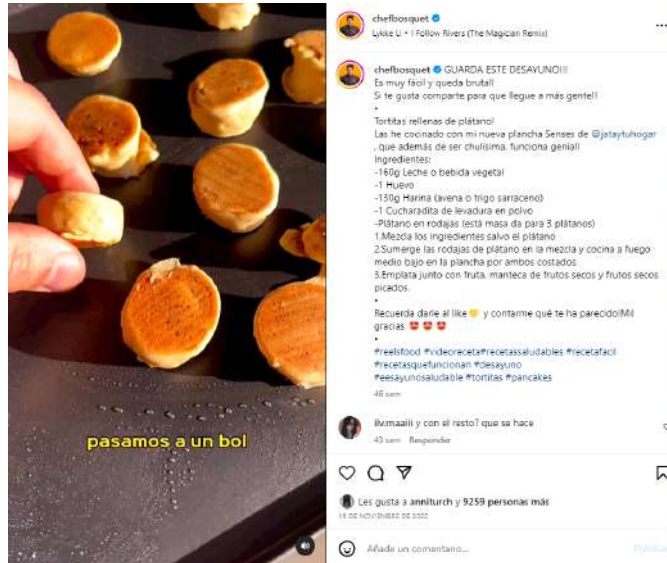 pasamos a un bol
chefbosquet
Lykke Li • I Follow Rivers (The Magician Remix)
chefbosquet GUARDA ESTE DESAYUNO!!!
Es muy fácil y queda brutal!
Si te gusta comparte para que llegue a más gente!!
•
Tortitas rellenas de plátano!
Las he cocinado con mi nueva plancha Senses de @jataytuhogar
, que además de ser chulísima, funciona genial!
Ingredientes:
-160g Leche o bebida vegetal
-1 Huevo
-130g Harina (avena o trigo sarraceno)
-1 Cucharadita de levadura en polvo
-Plátano en rodajas (está masa da para 3 plátanos)
1.Mezcla los ingredientes salvo el plátano
2.Sumerge las rodajas de plátano en la mezcla y cocina a fuego
medio bajo en la plancha por ambos costados
3.Emplata junto con fruta, manteca de frutos secos y frutos secos
picados.
•
Recuerda darle al like 💛 y contarme qué te ha parecido!Mil
gracias 😍 😍 😍
•
#reelsfood #videoreceta#recetassaludables #recetafacil
#recetasquefuncionan #desayuno
#eesayunosaludable #tortitas #pancakes
46 sem
ilv.maaiii y con el resto? que se hace
43 sem Responder
Les gusta a anniturch y 9259 personas más
Añade un comentario...